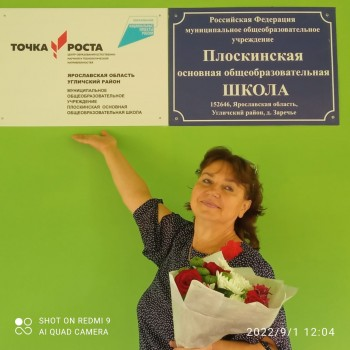 ТОЧКА РОСТА
ЯРОСЛАВСКАЯ ОБЛАСТЬ
УГЛИЧСКИЙ РАЙОН
МУНИЦИПАЛЬНОЕ
ОБЩЕОБРАЗОВАТЕЛЬНОЕ
УЧРЕЖДЕНИЕ
ПЛОСКИНСКАЯ ОСНОВНАЯ
ОБЩЕОБРАЗОВАТЕЛЬНАЯ ШКОЛА
Российская Федерация
муниципальное общеобразовательное
учреждение
Плоскинская
основная общеобразовательная
ШКОЛА
152646, Ярославская область,
Угличский район, д. Заречье
SHOT ON REDMI 9
AI QUAD CAMERA
2022/9/1 12:04